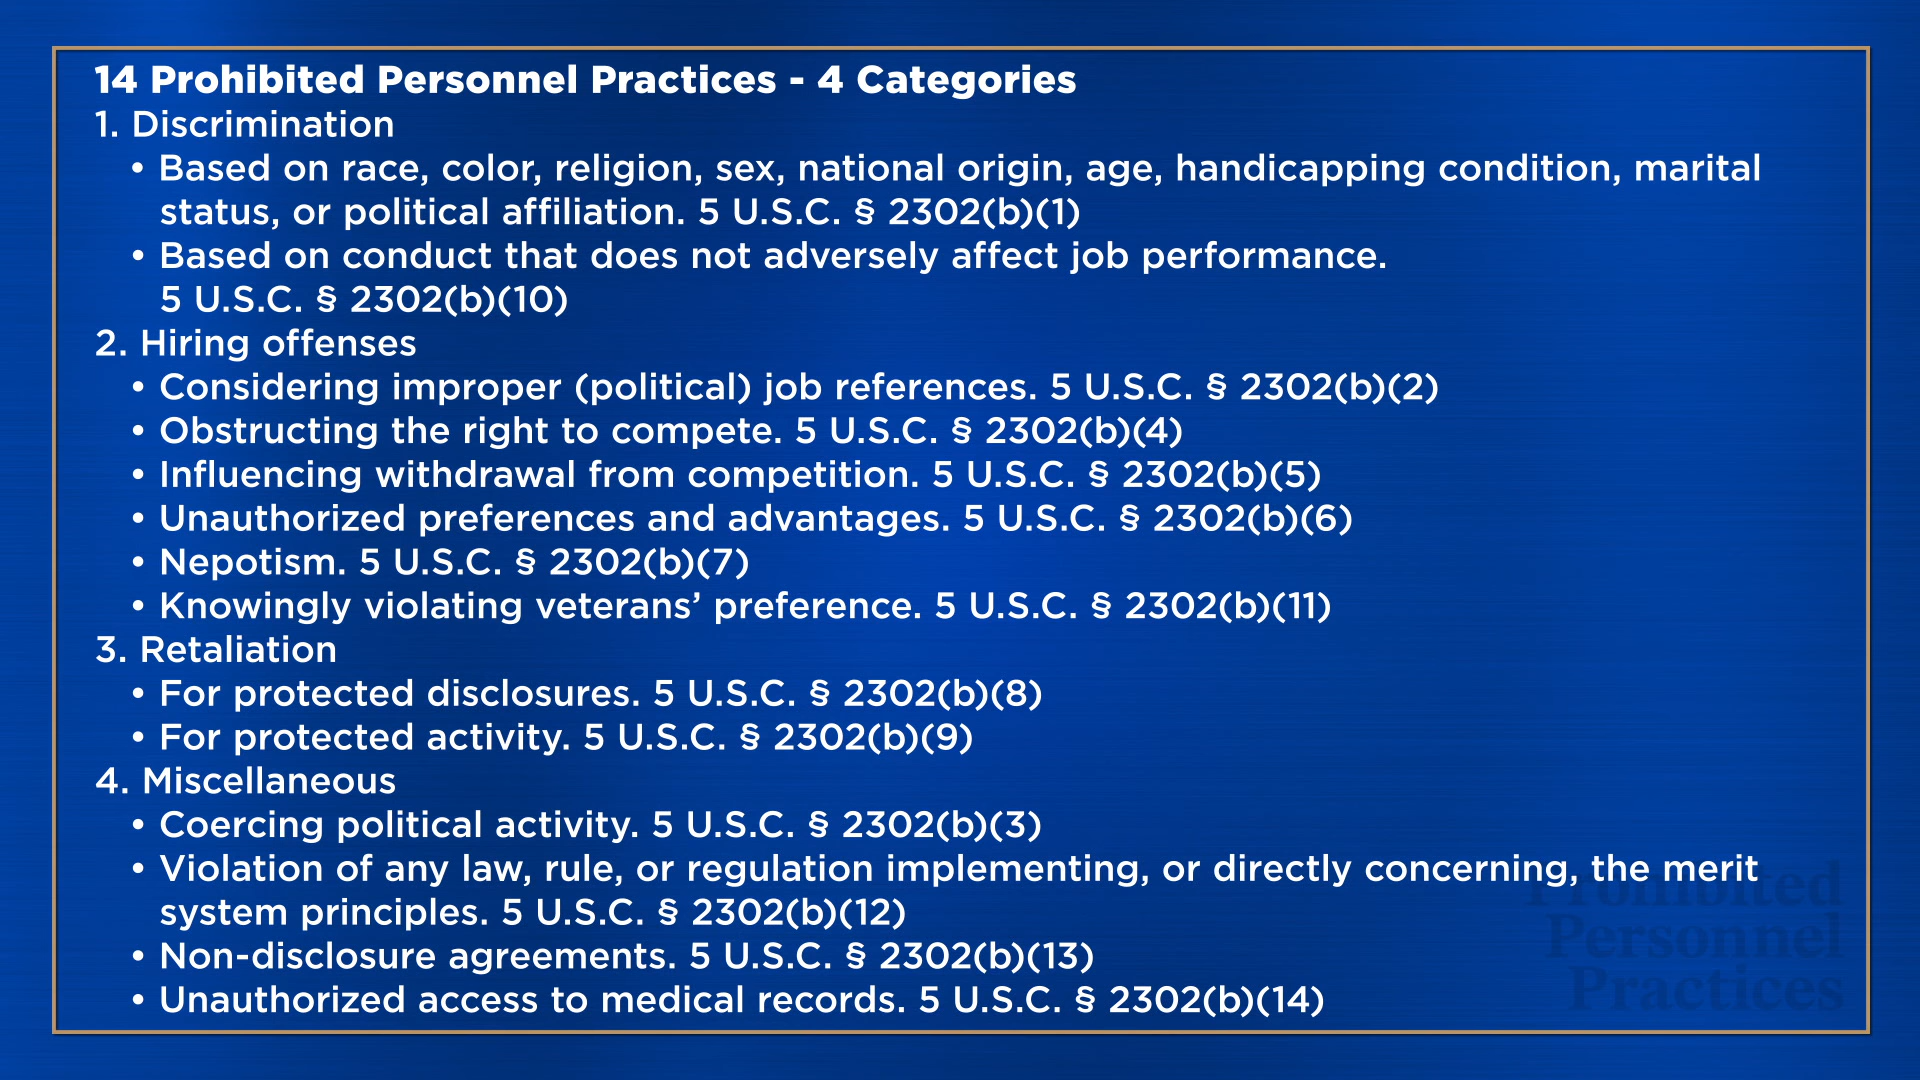 14 Prohibited Personnel Practices - 4 Categories
1. Discrimination
• Based on race, color, religion, sex, national origin, age, handicapping condition, marital
status, or political affiliation. 5 U.S.C. § 2302(b)(1)
• Based on conduct that does not adversely affect job performance.
5 U.S.C. § 2302(b)(10)
2. Hiring offenses
• Considering improper (political) job references. 5 U.S.C. § 2302(b)(2)
• Obstructing the right to compete. 5 U.S.C. § 2302(b)(4)
• Influencing withdrawal from competition. 5 U.S.C. § 2302(b)(5)
• Unauthorized preferences and advantages. 5 U.S.C. § 2302(b)(6)
• Nepotism. 5 U.S.C. § 2302(b)(7)
• Knowingly violating veterans’ preference. 5 U.S.C. § 2302(b)(11)
3. Retaliation
• For protected disclosures. 5 U.S.C. § 2302(b)(8)
• For protected activity. 5 U.S.C. § 2302(b)(9)
4. Miscellaneous
• Coercing political activity. 5 U.S.C. § 2302(b)(3)
• Violation of any law, rule, or regulation implementing, or directly concerning, the merit
system principles. 5 U.S.C. § 2302(b)(12)
• Non-disclosure agreements. 5 U.S.C. § 2302(b)(13)
• Unauthorized access to medical records. 5 U.S.C. § 2302(b)(14)
Prohibited
Personnel
Practices